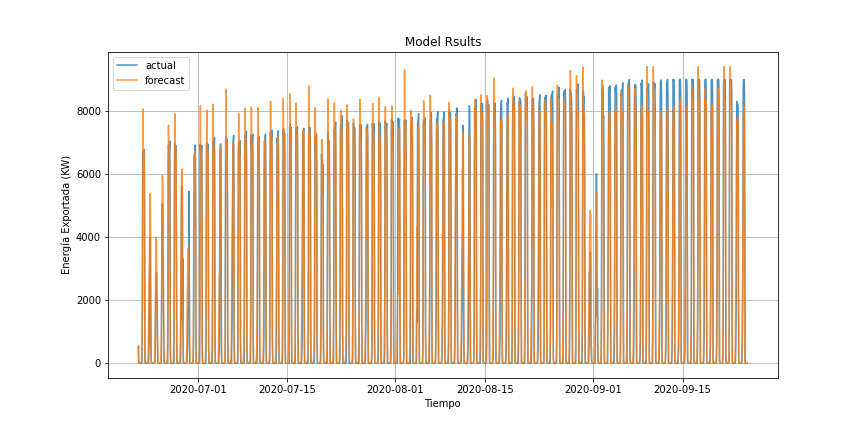 Model Rsults
actual
forecast
Energía Exportada (KW)
8000
6000
4000
2000
0
2020-07-01 2020-07-15 2020-08-01 2020-08-15 2020-09-01 2020-09-15
Tiempo